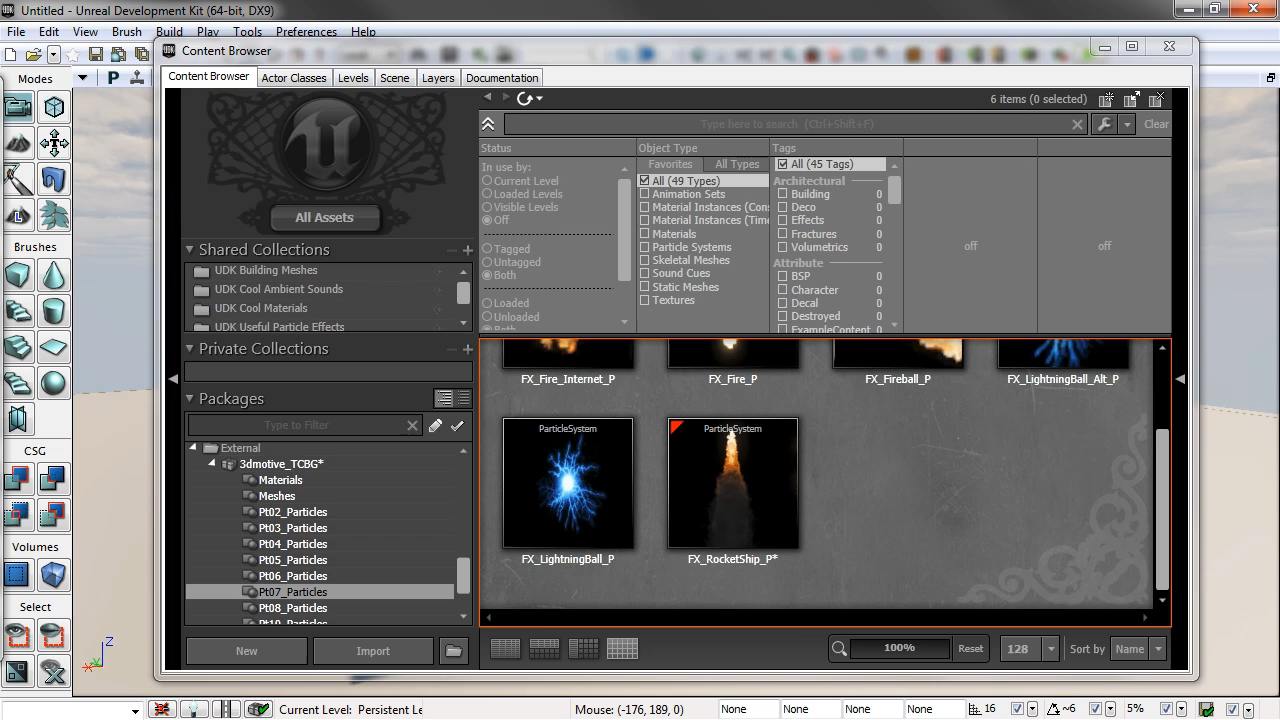 Untitled - Unreal Development Kit (64-bit, DX9)
File Edit View Brush Build Play Tools Preferences Help
Content Browser
Modes
Content Browser Actor Classes Levels Scene Layers Documentation
6 items (0 selected)
Type here to search (Ctrl+Shift+F) Clear
Status Object Type Tags
In use by: Favorites All Types All (45 Tags)
Current Level All (49 Types) Architectural
Loaded Levels Animation Sets Building 0
Visible Levels Material Instances (Con Deco 0
Off Material Instances (Time Effects 0
Materials Fractures 0
Tagged Particle Systems Volumetrics 0
off off
Untagged Skeletal Meshes Attribute
Both Sound Cues BSP 0
Static Meshes Character 0
Loaded Textures Decal 0
Unloaded Destroyed 0
Both ExampleContent 0
All Assets
Shared Collections
UDK Building Meshes
UDK Cool Ambient Sounds
UDK Cool Materials
UDK Useful Particle Effects
Private Collections
Packages
Type to Filter
External
3dmotive_TCBG*
Materials
Meshes
Pt02_Particles
Pt03_Particles
Pt04_Particles
Pt05_Particles
Pt06_Particles
Pt07_Particles
Pt08_Particles
Pt10_Particles
New Import
FX_Fire_Internet_P FX_Fire_P FX_Fireball_P FX_LightningBall_Alt_P
ParticleSystem ParticleSystem
FX_LightningBall_P FX_RocketShip_P*
100% Reset 128 Sort by Name
Brushes
CSG
Volumes
Select
P
L
Z
Current Level: Persistent Le Mouse: (-176, 189, 0) None None None None 16 ~6 5%